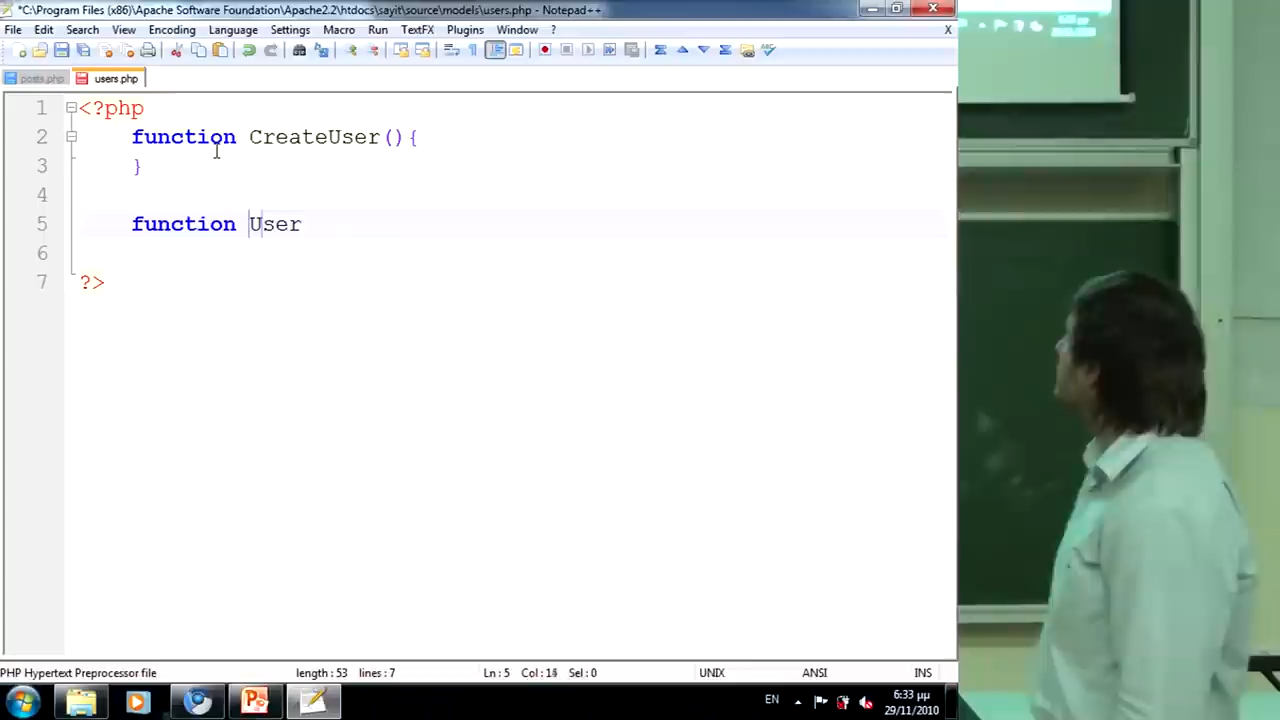 *C:\Program Files (x86)\Apache Software Foundation\Apache2.2\htdocs\sayit\source\models\users.php - Notepad++
File Edit Search View Encoding Language Settings Macro Run TextFX Plugins Window ? X
posts.php users.php
1 <?php
2 function CreateUser(){
3 }
4
5 function User
6
7 ?>
PHP Hypertext Preprocessor file length : 53 lines : 7 Ln : 5 Col : 14 Sel : 0 UNIX ANSI INS
EN 6:33 μμ
29/11/2010